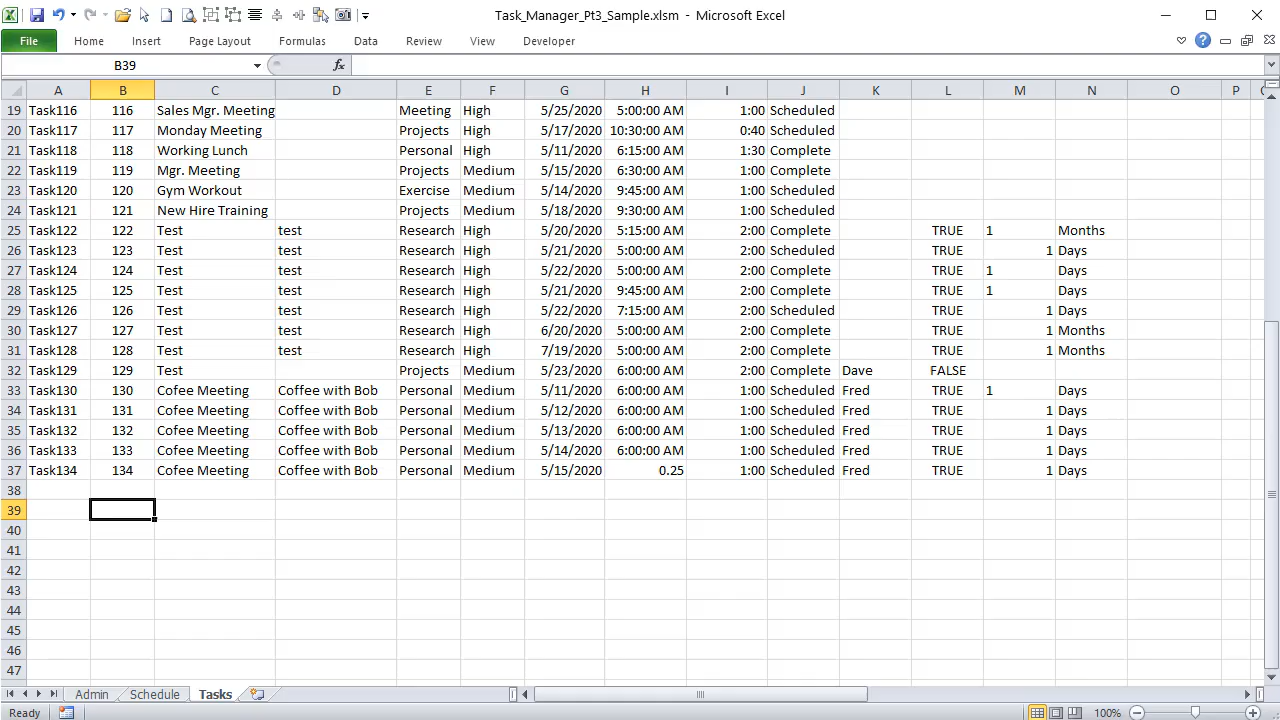 Task_Manager_Pt3_Sample.xlsm - Microsoft Excel
File Home Insert Page Layout Formulas Data Review View Developer
B39 fx
A B C D E F G H I J K L M N O P
19 Task116 116 Sales Mgr. Meeting Meeting High 5/25/2020 5:00:00 AM 1:00 Scheduled
20 Task117 117 Monday Meeting Projects High 5/17/2020 10:30:00 AM 0:40 Scheduled
21 Task118 118 Working Lunch Personal High 5/11/2020 6:15:00 AM 1:30 Complete
22 Task119 119 Mgr. Meeting Projects Medium 5/15/2020 6:30:00 AM 1:00 Complete
23 Task120 120 Gym Workout Exercise Medium 5/14/2020 9:45:00 AM 1:00 Scheduled
24 Task121 121 New Hire Training Projects Medium 5/18/2020 9:30:00 AM 1:00 Scheduled
25 Task122 122 Test test Research High 5/20/2020 5:15:00 AM 2:00 Complete TRUE 1 Months
26 Task123 123 Test test Research High 5/21/2020 5:00:00 AM 2:00 Scheduled TRUE 1 Days
27 Task124 124 Test test Research High 5/22/2020 5:00:00 AM 2:00 Complete TRUE 1 Days
28 Task125 125 Test test Research High 5/21/2020 9:45:00 AM 2:00 Complete TRUE 1 Days
29 Task126 126 Test test Research High 5/22/2020 7:15:00 AM 2:00 Scheduled TRUE 1 Days
30 Task127 127 Test test Research High 6/20/2020 5:00:00 AM 2:00 Complete TRUE 1 Months
31 Task128 128 Test test Research High 7/19/2020 5:00:00 AM 2:00 Complete TRUE 1 Months
32 Task129 129 Test Projects Medium 5/23/2020 6:00:00 AM 2:00 Complete Dave FALSE
33 Task130 130 Cofee Meeting Coffee with Bob Personal Medium 5/11/2020 6:00:00 AM 1:00 Scheduled Fred TRUE 1 Days
34 Task131 131 Cofee Meeting Coffee with Bob Personal Medium 5/12/2020 6:00:00 AM 1:00 Scheduled Fred TRUE 1 Days
35 Task132 132 Cofee Meeting Coffee with Bob Personal Medium 5/13/2020 6:00:00 AM 1:00 Scheduled Fred TRUE 1 Days
36 Task133 133 Cofee Meeting Coffee with Bob Personal Medium 5/14/2020 6:00:00 AM 1:00 Scheduled Fred TRUE 1 Days
37 Task134 134 Cofee Meeting Coffee with Bob Personal Medium 5/15/2020 0.25 1:00 Scheduled Fred TRUE 1 Days
38
39
40
41
42
43
44
45
46
47
Admin Schedule Tasks
Ready 100%